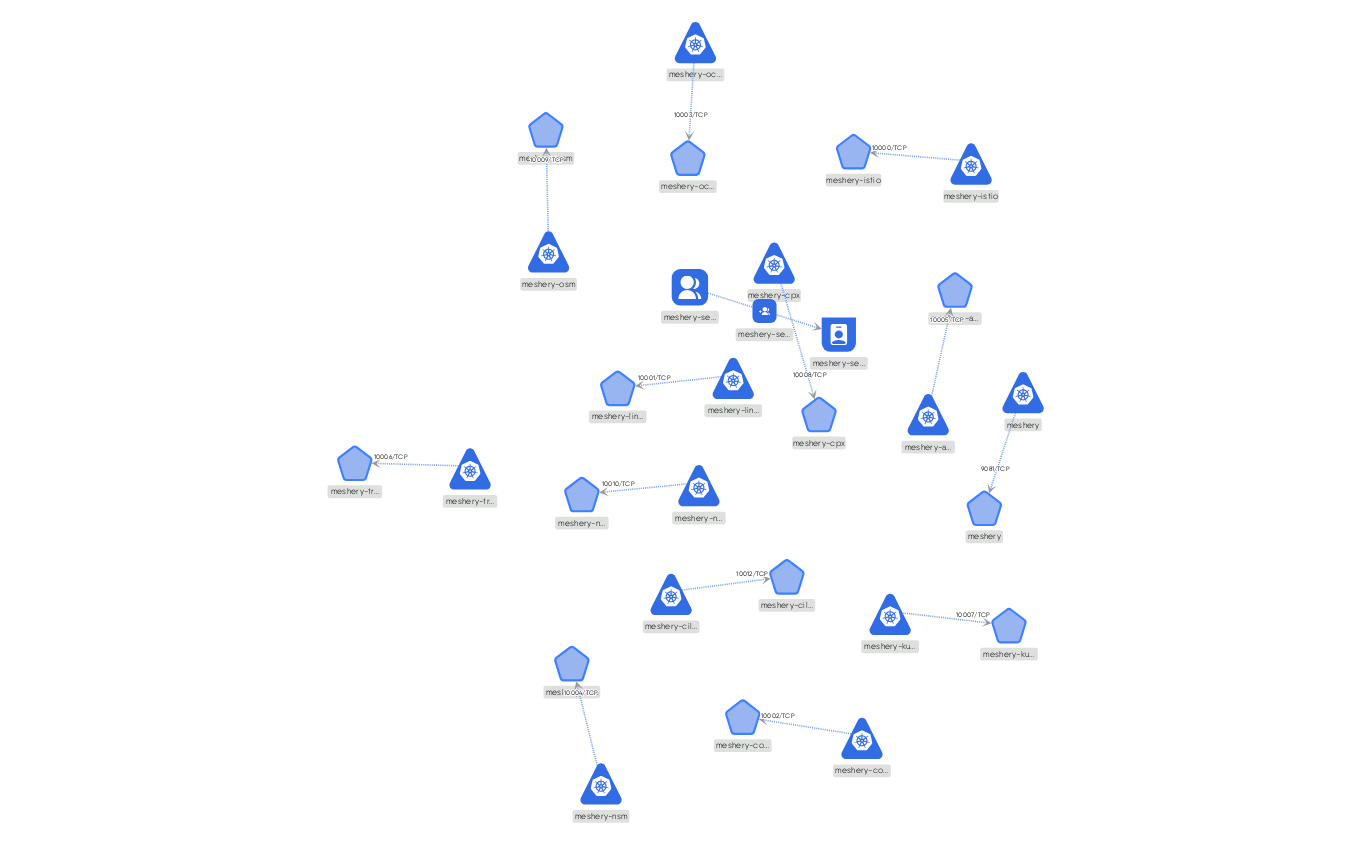 meshery-oc...
10003/TCP
meshery-oc...
10009/TCP
10000/TCP
meshery-istio
meshery-istio
meshery-osm
meshery-cpx
meshery-se...
meshery-se...
meshery-se...
10005/TCP
10001/TCP
10008/TCP
meshery-lin...
meshery-lin...
meshery-cpx
meshery
meshery-a...
10006/TCP
9081/TCP
meshery-tr...
meshery-tr...
10010/TCP
meshery-n...
meshery-n...
meshery
10012/TCP
meshery-cil...
meshery-cil...
10007/TCP
meshery-ku...
meshery-ku...
10004/TCP
10002/TCP
meshery-co...
meshery-co...
meshery-nsm